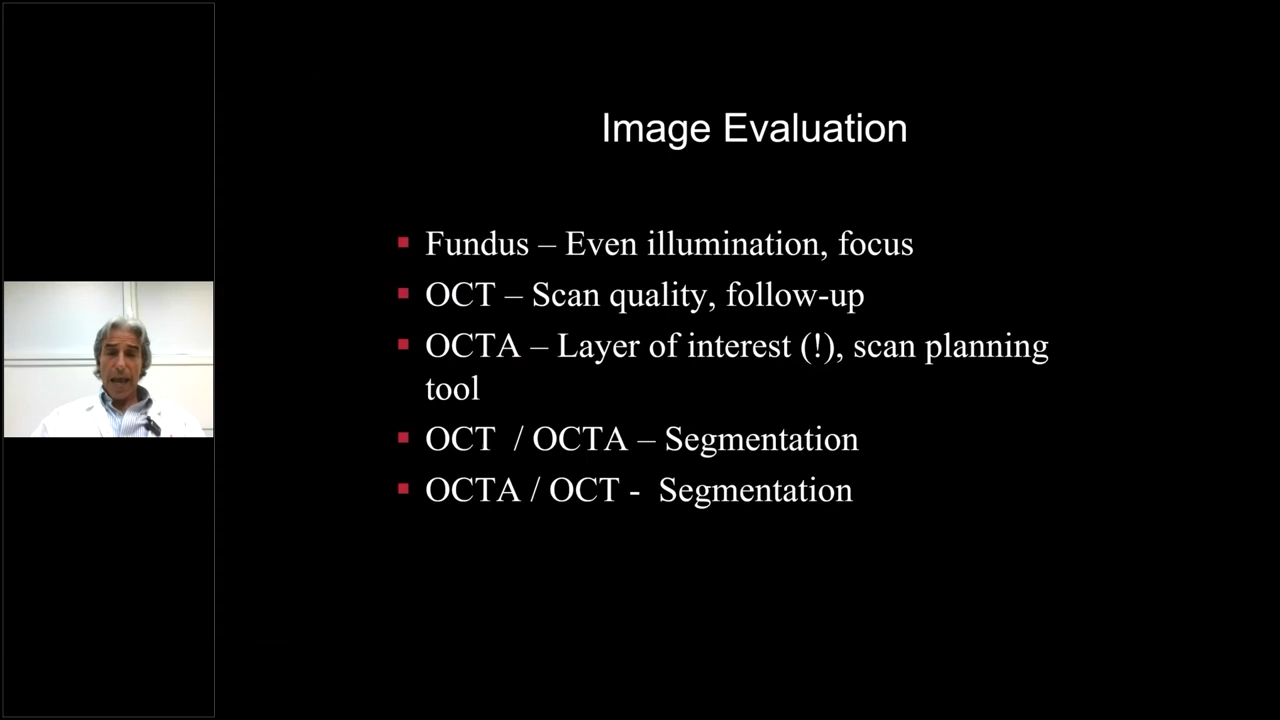 Image Evaluation
▪ Fundus – Even illumination, focus
▪ OCT – Scan quality, follow-up
▪ OCTA – Layer of interest (!), scan planning
tool
▪ OCT  / OCTA – Segmentation
▪ OCTA / OCT -  Segmentation